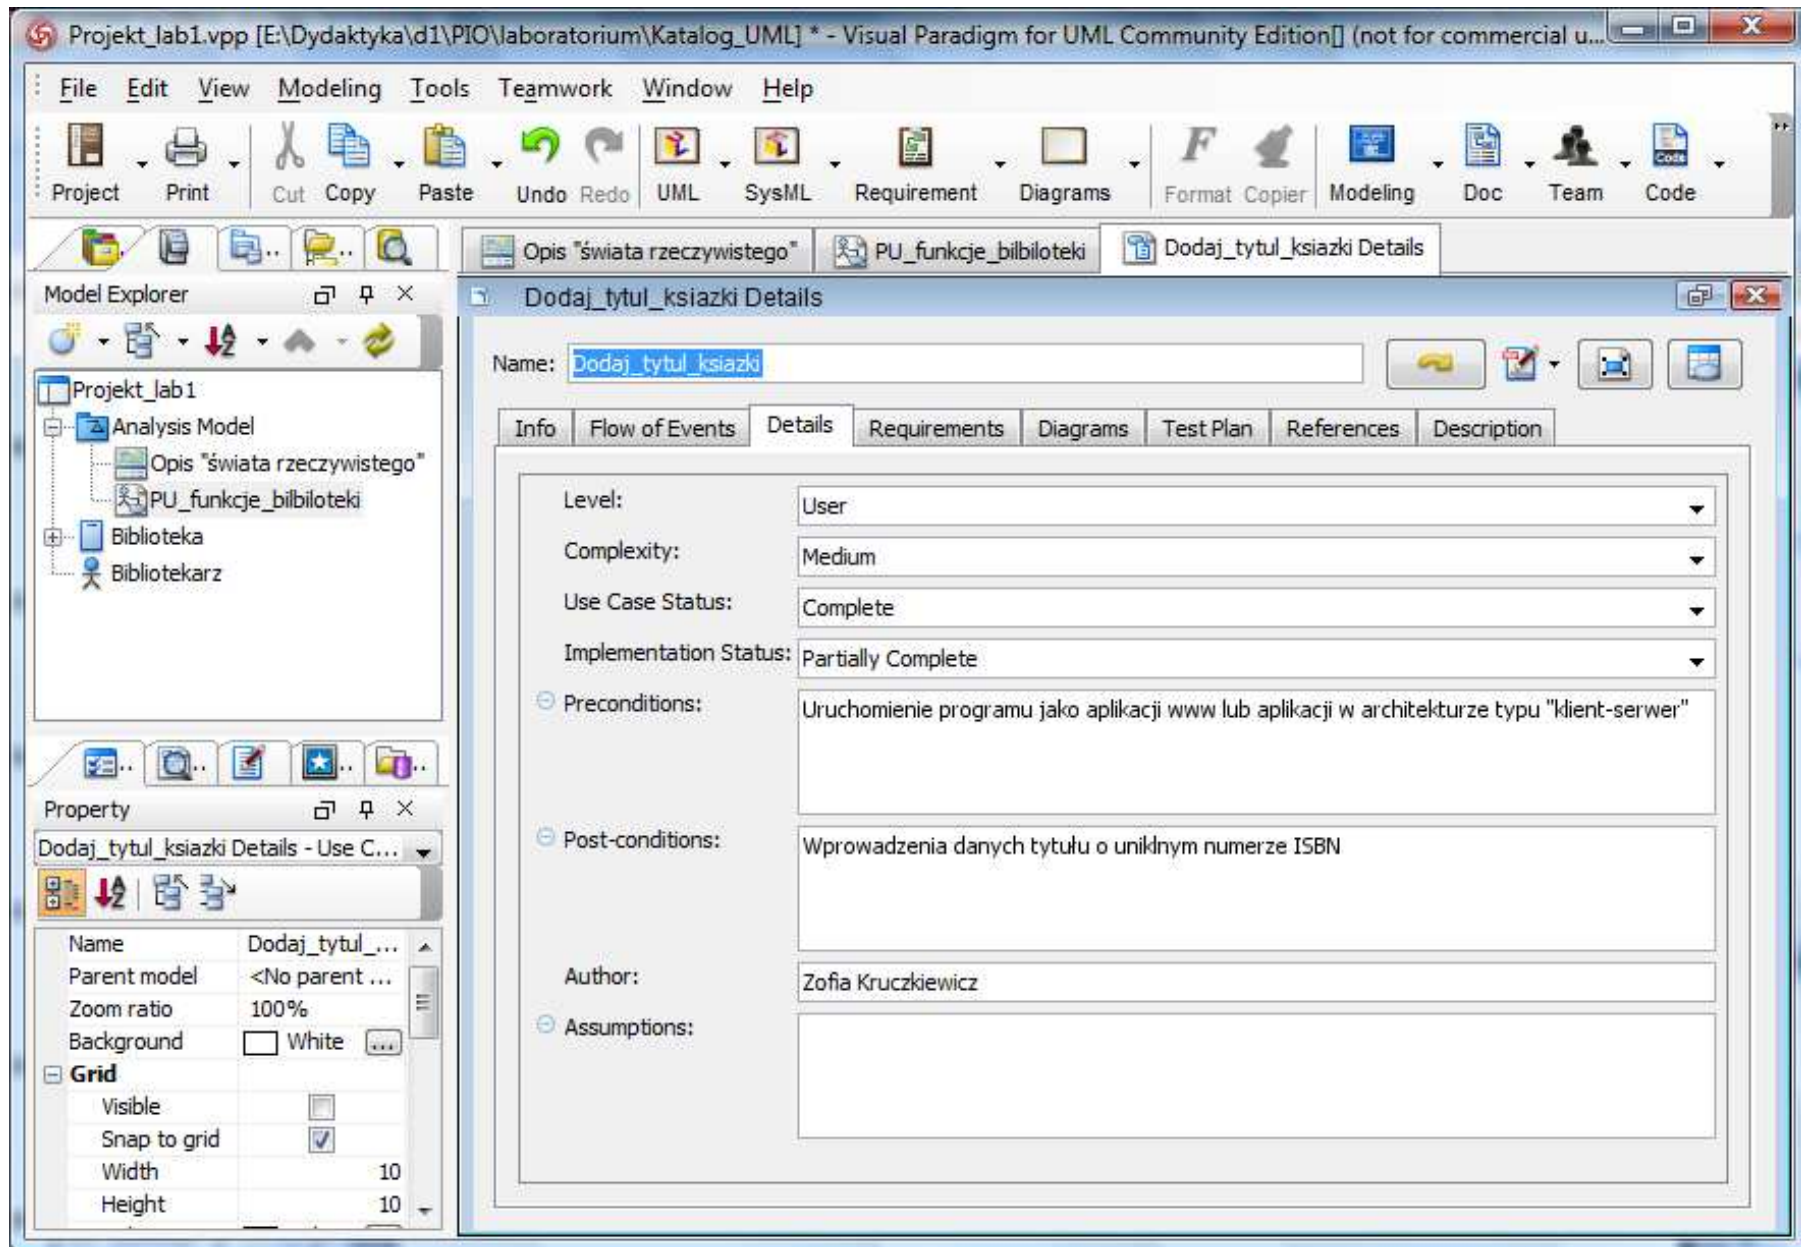 Projekt_lab1.vpp [E:\Dydaktyka\d1\PIO\laboratorium\Katalog_UML] * - Visual Paradigm for UML Community Edition[] (not for commercial u...
File Edit View Modeling Tools Teamwork Window Help
Project Print Cut Copy Paste Undo Redo UML SysML Requirement Diagrams Format Copier Modeling Doc Team Code
Opis "świata rzeczywistego" PU_funkcje_bilbiloteki Dodaj_tytul_ksiazki Details
Model Explorer
Projekt_lab1
Analysis Model
Opis "świata rzeczywistego"
PU_funkcje_bilbiloteki
Biblioteka
Bibliotekarz
Property
Dodaj_tytul_ksiazki Details - Use C...
Name Dodaj_tytul_...
Parent model <No parent ...
Zoom ratio 100%
Background White ...
Grid
Visible
Snap to grid
Width 10
Height 10
Dodaj_tytul_ksiazki Details
Name: Dodaj_tytul_ksiazki
Info Flow of Events Details Requirements Diagrams Test Plan References Description
Level: User
Complexity: Medium
Use Case Status: Complete
Implementation Status: Partially Complete
Preconditions: Uruchomienie programu jako aplikacji www lub aplikacji w architekturze typu "klient-serwer"
Post-conditions: Wprowadzenia danych tytułu o uniklnym numerze ISBN
Author: Zofia Kruczkiewicz
Assumptions: